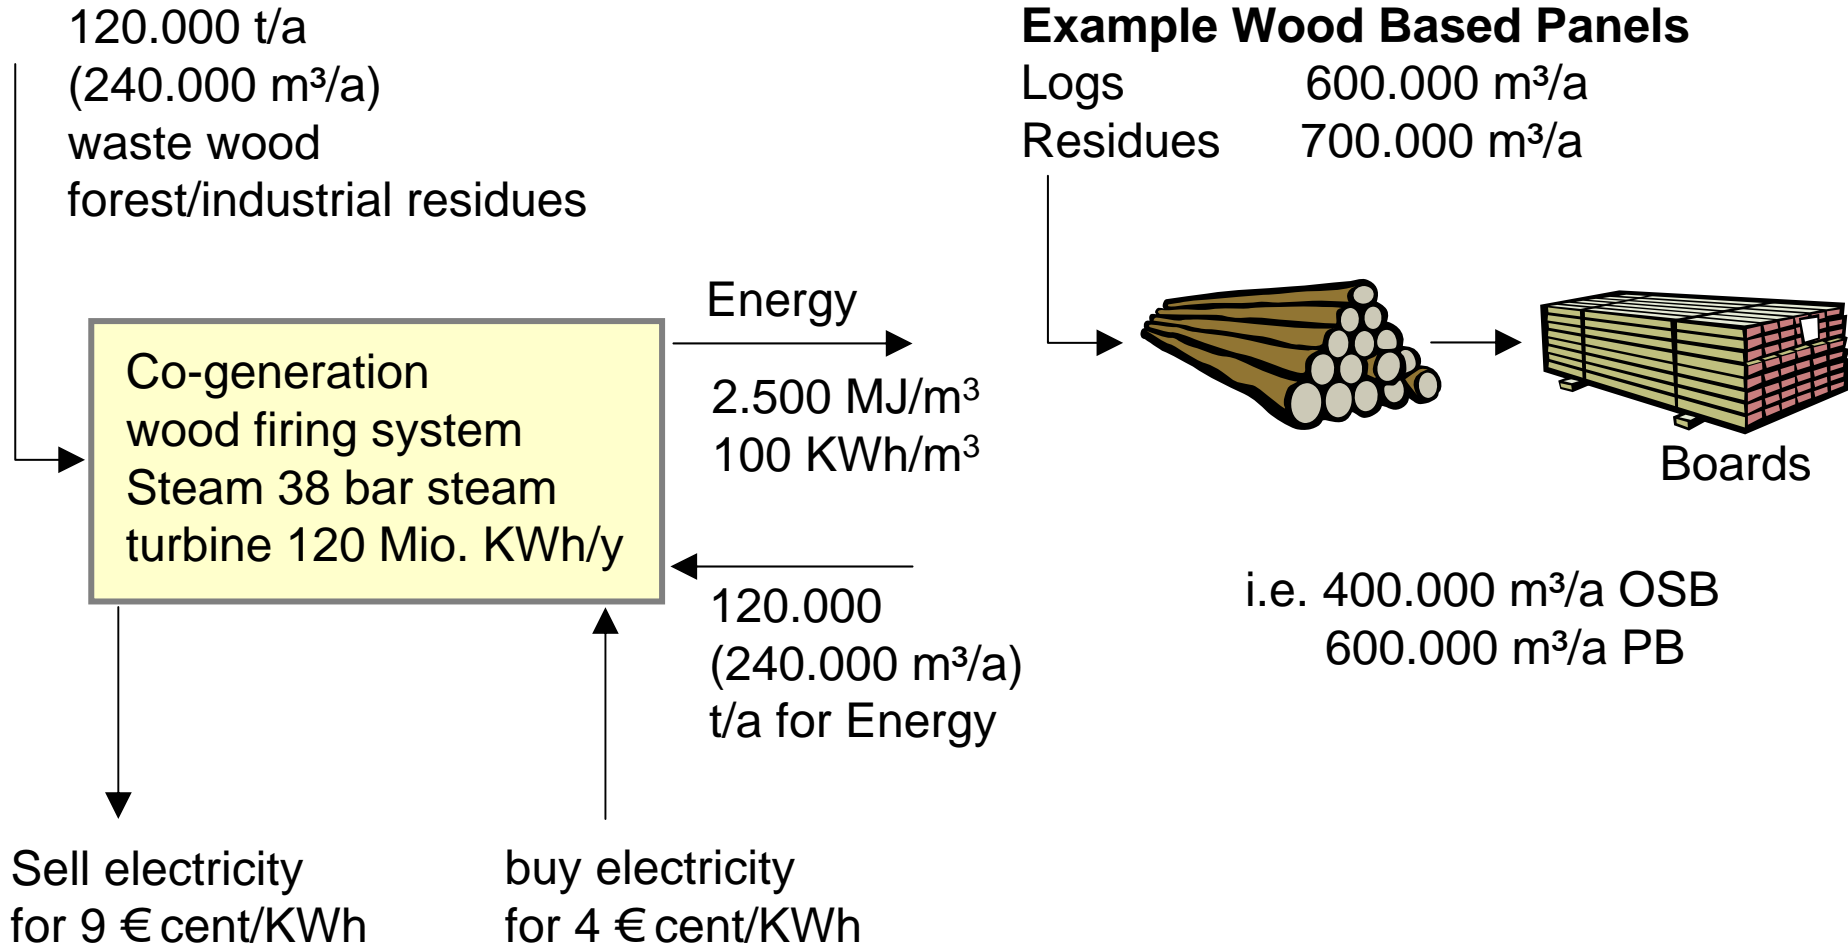 120.000 t/a
(240.000 m³/a)
waste wood
forest/industrial residues
Example Wood Based Panels
Logs 600.000 m³/a
Residues 700.000 m³/a
Energy
2.500 MJ/m³
100 KWh/m³
Co-generation
wood firing system
Steam 38 bar steam
turbine 120 Mio. KWh/y
Boards
120.000
(240.000 m³/a)
t/a for Energy
i.e. 400.000 m³/a OSB
600.000 m³/a PB
Sell electricity
for 9 € cent/KWh
buy electricity
for 4 € cent/KWh